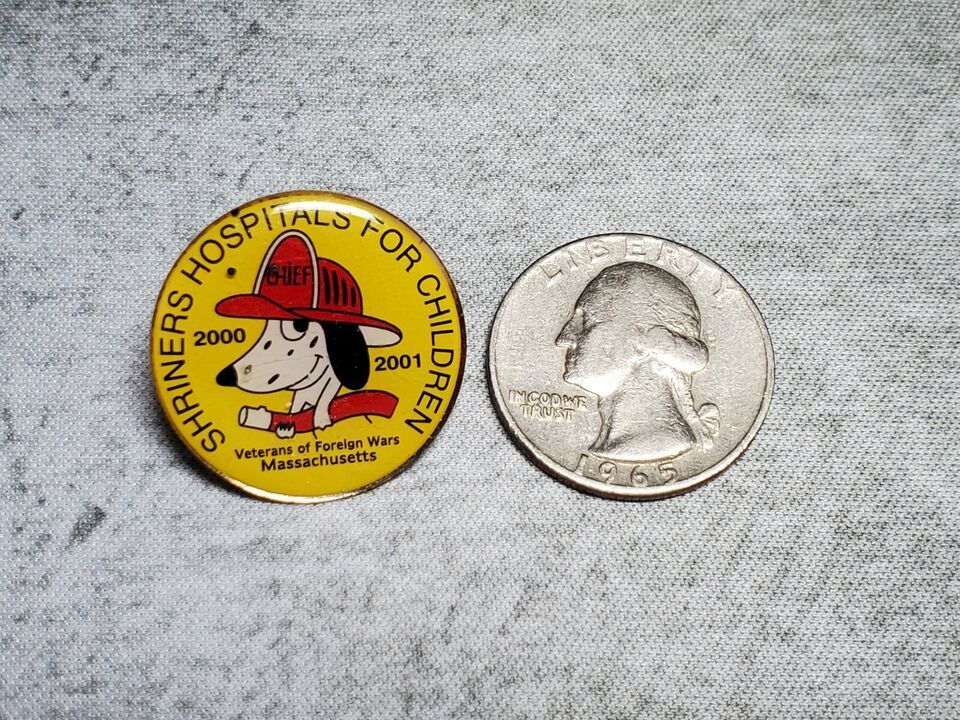 SHRINERS HOSPITALS FOR CHILDREN
CHIEF
2000
2001
Veterans of Foreign Wars
Massachusetts
LIBERTY
IN GOD WE
TRUST
1965